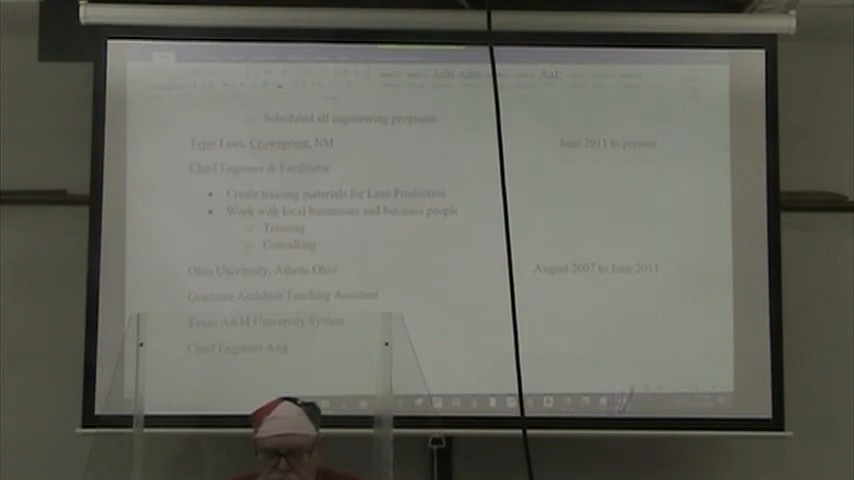 Scheduled all engineering programs
Tejas Lean, Crownpoint, NM June 2011 to present
Chief Engineer & Facilitator
Create training materials for Lean Production
Work with local businesses and business people
Training
Consulting
Ohio University, Athens Ohio August 2007 to June 2011
Graduate Assistant/Teaching Assistant
Texas A&M University System
Chief Engineer